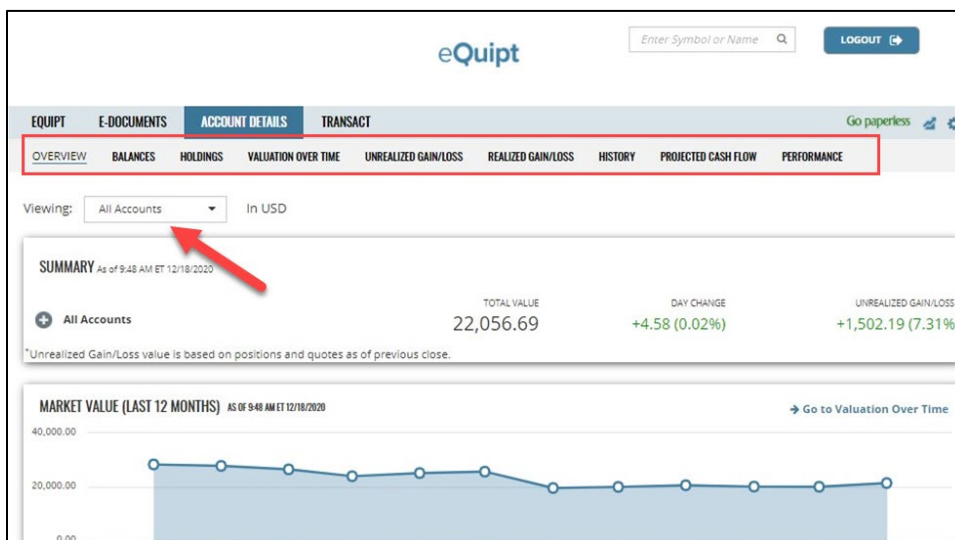 eQuipt
Enter Symbol or Name
LOGOUT
EQUIPT E-DOCUMENTS ACCOUNT DETAILS TRANSACT Go paperless
OVERVIEW BALANCES HOLDINGS VALUATION OVER TIME UNREALIZED GAIN/LOSS REALIZED GAIN/LOSS HISTORY PROJECTED CASH FLOW PERFORMANCE
Viewing: All Accounts In USD
SUMMARY As of 9:48 AM ET 12/18/2020
TOTAL VALUE DAY CHANGE UNREALIZED GAIN/LOSS
All Accounts 22,056.69 +4.58 (0.02%) +1,502.19 (7.31%
*Unrealized Gain/Loss value is based on positions and quotes as of previous close.
MARKET VALUE (LAST 12 MONTHS) AS OF 9:48 AM ET 12/18/2020 Go to Valuation Over Time
40,000.00
20,000.00
0.00